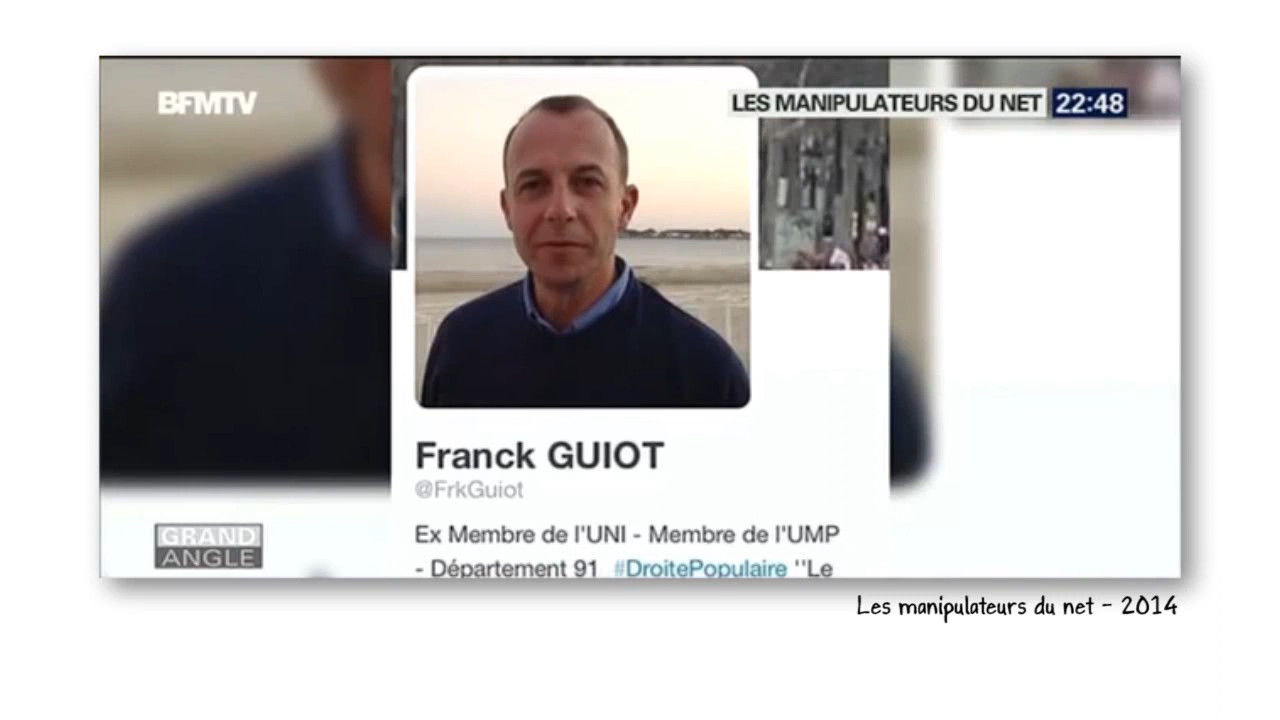 BFMTV
LES MANIPULATEURS DU NET 22:48
Franck GUIOT
@FrkGuiot
Ex Membre de l'UNI - Membre de l'UMP
- Département 91 #DroitePopulaire ''Le
GRAND
ANGLE
Les manipulateurs du net - 2014